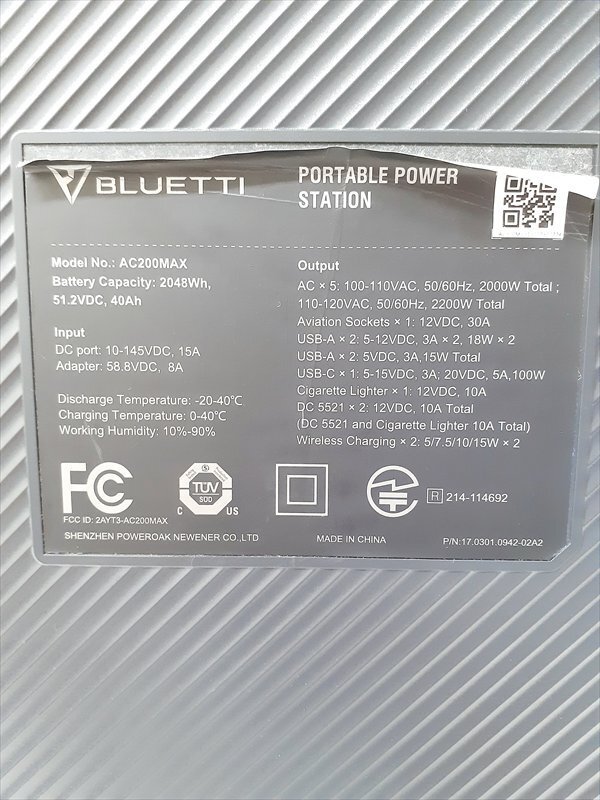 BLUETTI
PORTABLE POWER
STATION
Model No.: AC200MAX
Battery Capacity: 2048Wh,
51.2VDC, 40Ah
Input
DC port: 10-145VDC, 15A
Adapter: 58.8VDC, 8A
Discharge Temperature: -20-40℃
Charging Temperature: 0-40℃
Working Humidity: 10%-90%
Output
AC × 5: 100-110VAC, 50/60Hz, 2000W Total ;
110-120VAC, 50/60Hz, 2200W Total
Aviation Sockets × 1: 12VDC, 30A
USB-A × 2: 5-12VDC, 3A × 2, 18W × 2
USB-A × 2: 5VDC, 3A,15W Total
USB-C × 1: 5-15VDC, 3A; 20VDC, 5A,100W
Cigarette Lighter × 1: 12VDC, 10A
DC 5521 × 2: 12VDC, 10A Total
(DC 5521 and Cigarette Lighter 10A Total)
Wireless Charging × 2: 5/7.5/10/15W × 2
FC
FCC ID: 2AYT3-AC200MAX
TÜV
SÜD
C US
R 214-114692
SHENZHEN POWEROAK NEWENER CO.,LTD
MADE IN CHINA
P/N:17.0301.0942-02A2